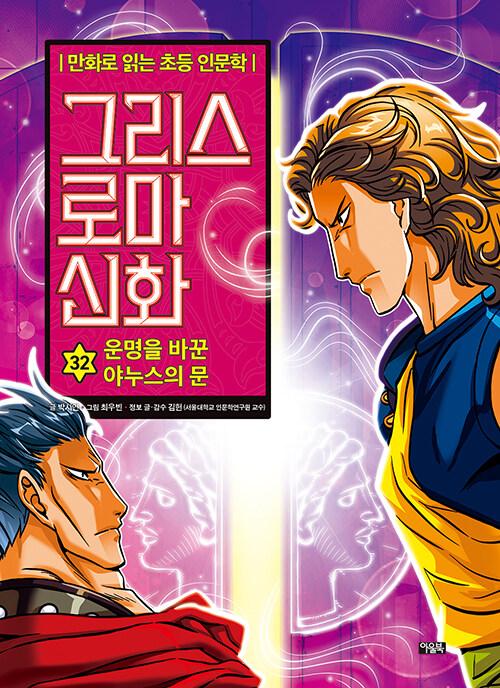 | 만화로 읽는 초등 인문학 |
그리스
로마
신화
32 운명을 바꾼
야누스의 문
글 박시연 · 그림 최우빈 · 정보 글·감수 김헌 (서울대학교 인문학연구원 교수)
아울북